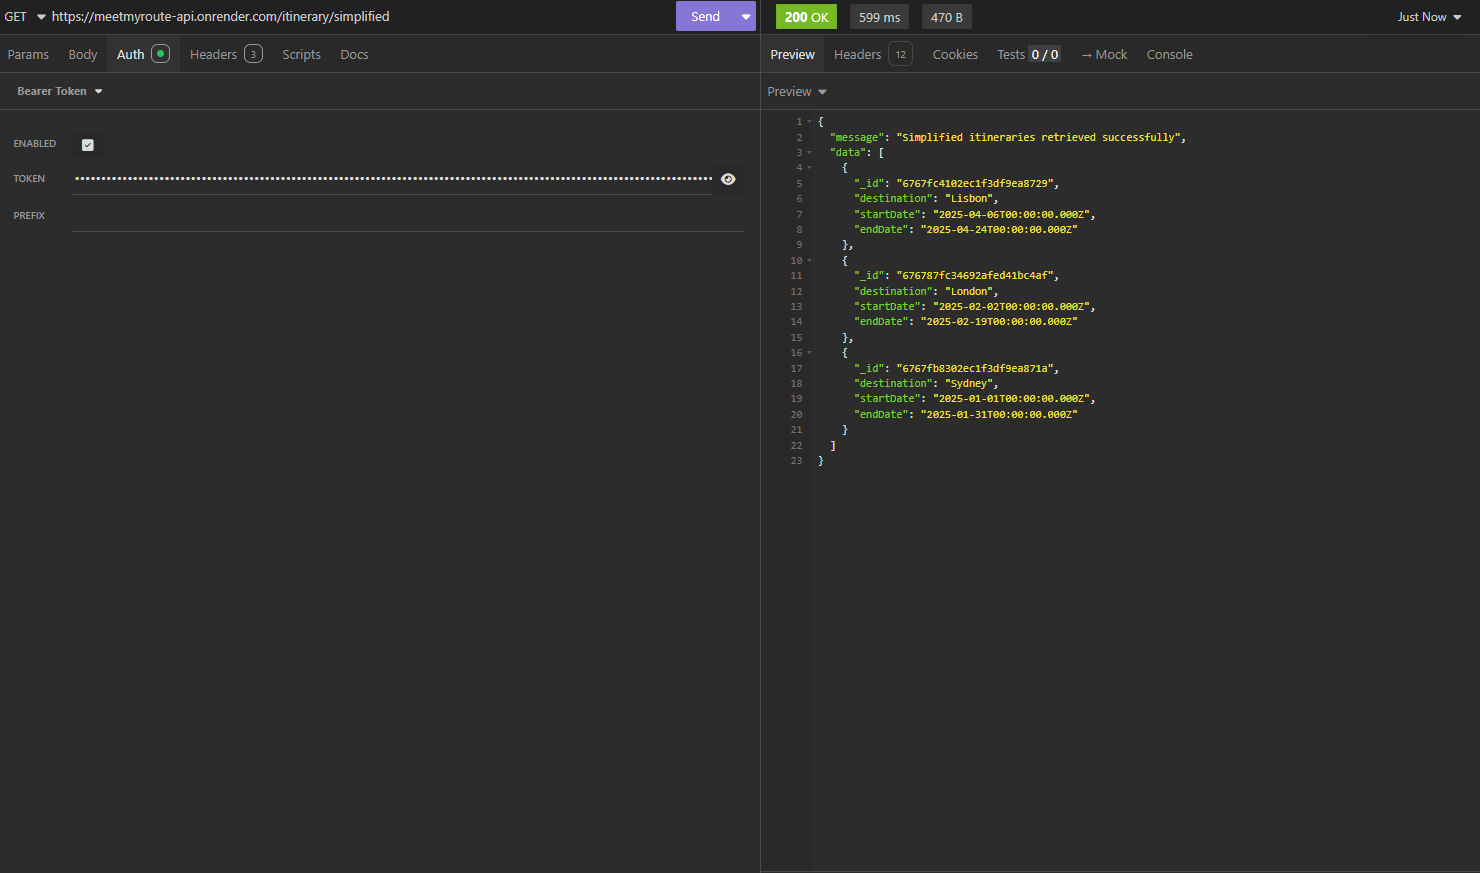 GET https://meetmyroute-api.onrender.com/itinerary/simplified Send
200 OK 599 ms 470 B Just Now
Params Body Auth Headers 3 Scripts Docs
Preview Headers 12 Cookies Tests 0 / 0 → Mock Console
Bearer Token
Preview
ENABLED
TOKEN ••••••••••••••••••••••••••••••••••••••••••••••••••••••••••••••••••••••••••••••••••••••••••••••••••••••••••
PREFIX
1 {
2 "message": "Simplified itineraries retrieved successfully",
3 "data": [
4 {
5 "_id": "6767fc4102ec1f3df9ea8729",
6 "destination": "Lisbon",
7 "startDate": "2025-04-06T00:00:00.000Z",
8 "endDate": "2025-04-24T00:00:00.000Z"
9 },
10 {
11 "_id": "676787fc34692afed41bc4af",
12 "destination": "London",
13 "startDate": "2025-02-02T00:00:00.000Z",
14 "endDate": "2025-02-19T00:00:00.000Z"
15 },
16 {
17 "_id": "6767fb8302ec1f3df9ea871a",
18 "destination": "Sydney",
19 "startDate": "2025-01-01T00:00:00.000Z",
20 "endDate": "2025-01-31T00:00:00.000Z"
21 }
22 ]
23 }